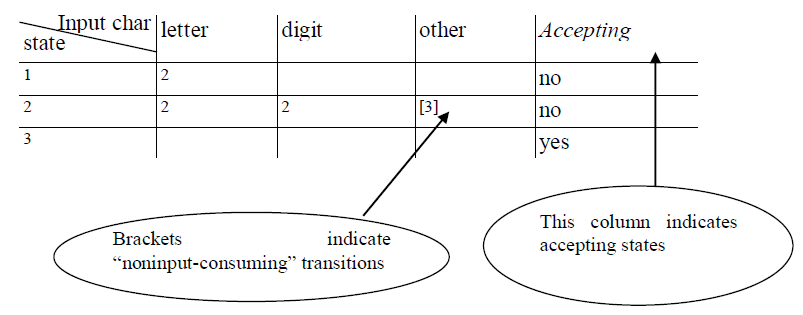 Input char letter digit other Accepting
state
1 2 no
2 2 2 [3] no
3 yes
Brackets indicate
“noninput-consuming” transitions
This column indicates
accepting states